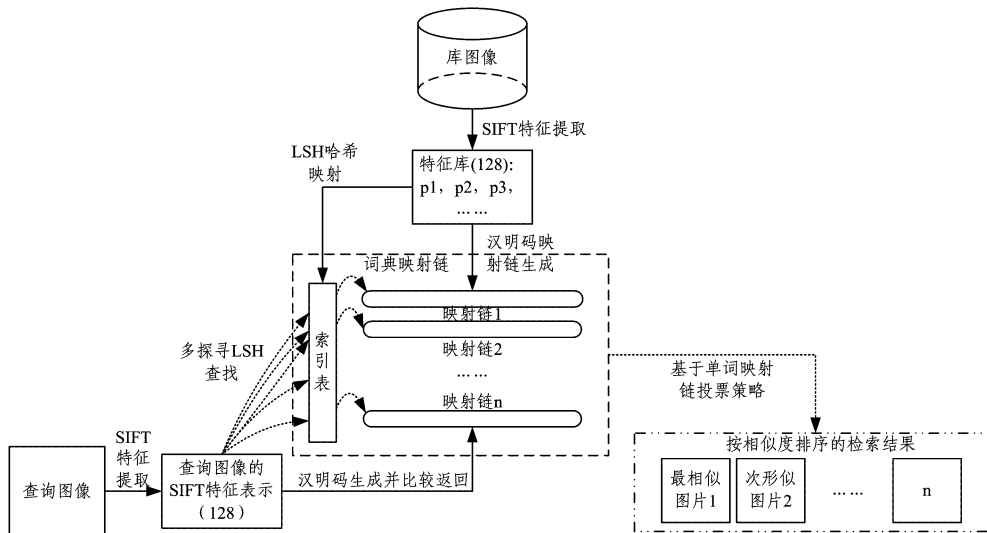 库图像
SIFT特征提取
LSH哈希
映射
特征库(128):
p1，p2，p3，
……
汉明码映
射链生成
词典映射链
映射链1
映射链2
……
映射链n
索
引
表
多探寻LSH
查找
基于单词映射
链投票策略
查询图像
SIFT
特征
提取
查询图像的
SIFT特征表示
（128）
汉明码生成并比较返回
按相似度排序的检索结果
最相似
图片1
次形似
图片2
……
n